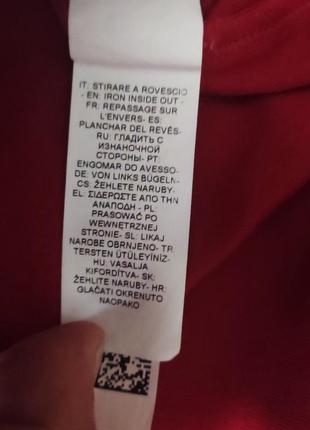 IT: STIRARE A ROVESCIO
- EN: IRON INSIDE OUT -
FR: REPASSAGE SUR
L'ENVERS- ES:
PLANCHAR DEL REVÉS-
RU: ГЛАДИТЬ С
ИЗНАНОЧНОЙ
СТОРОНЫ- PT:
ENGOMAR DO AVESSO-
DE: VON LINKS BÜGELN-
CS: ŽEHLETE NARUBY-
EL: ΣΙΔΕΡΩΣΤΕ ΑΠΟ ΤΗΝ
ΑΝΑΠΟΔΗ - PL:
PRASOWAĆ PO
WEWNĘTRZNEJ
STRONIE- SL: LIKAJ
NAROBE OBRNJENO- TR:
TERSTEN ÜTÜLEYİNİZ-
HU: VASALJA
KIFORDÍTVA- SK:
ŽEHLITE NARUBY- HR:
GLAČATI OKRENUTO
NAOPAKO